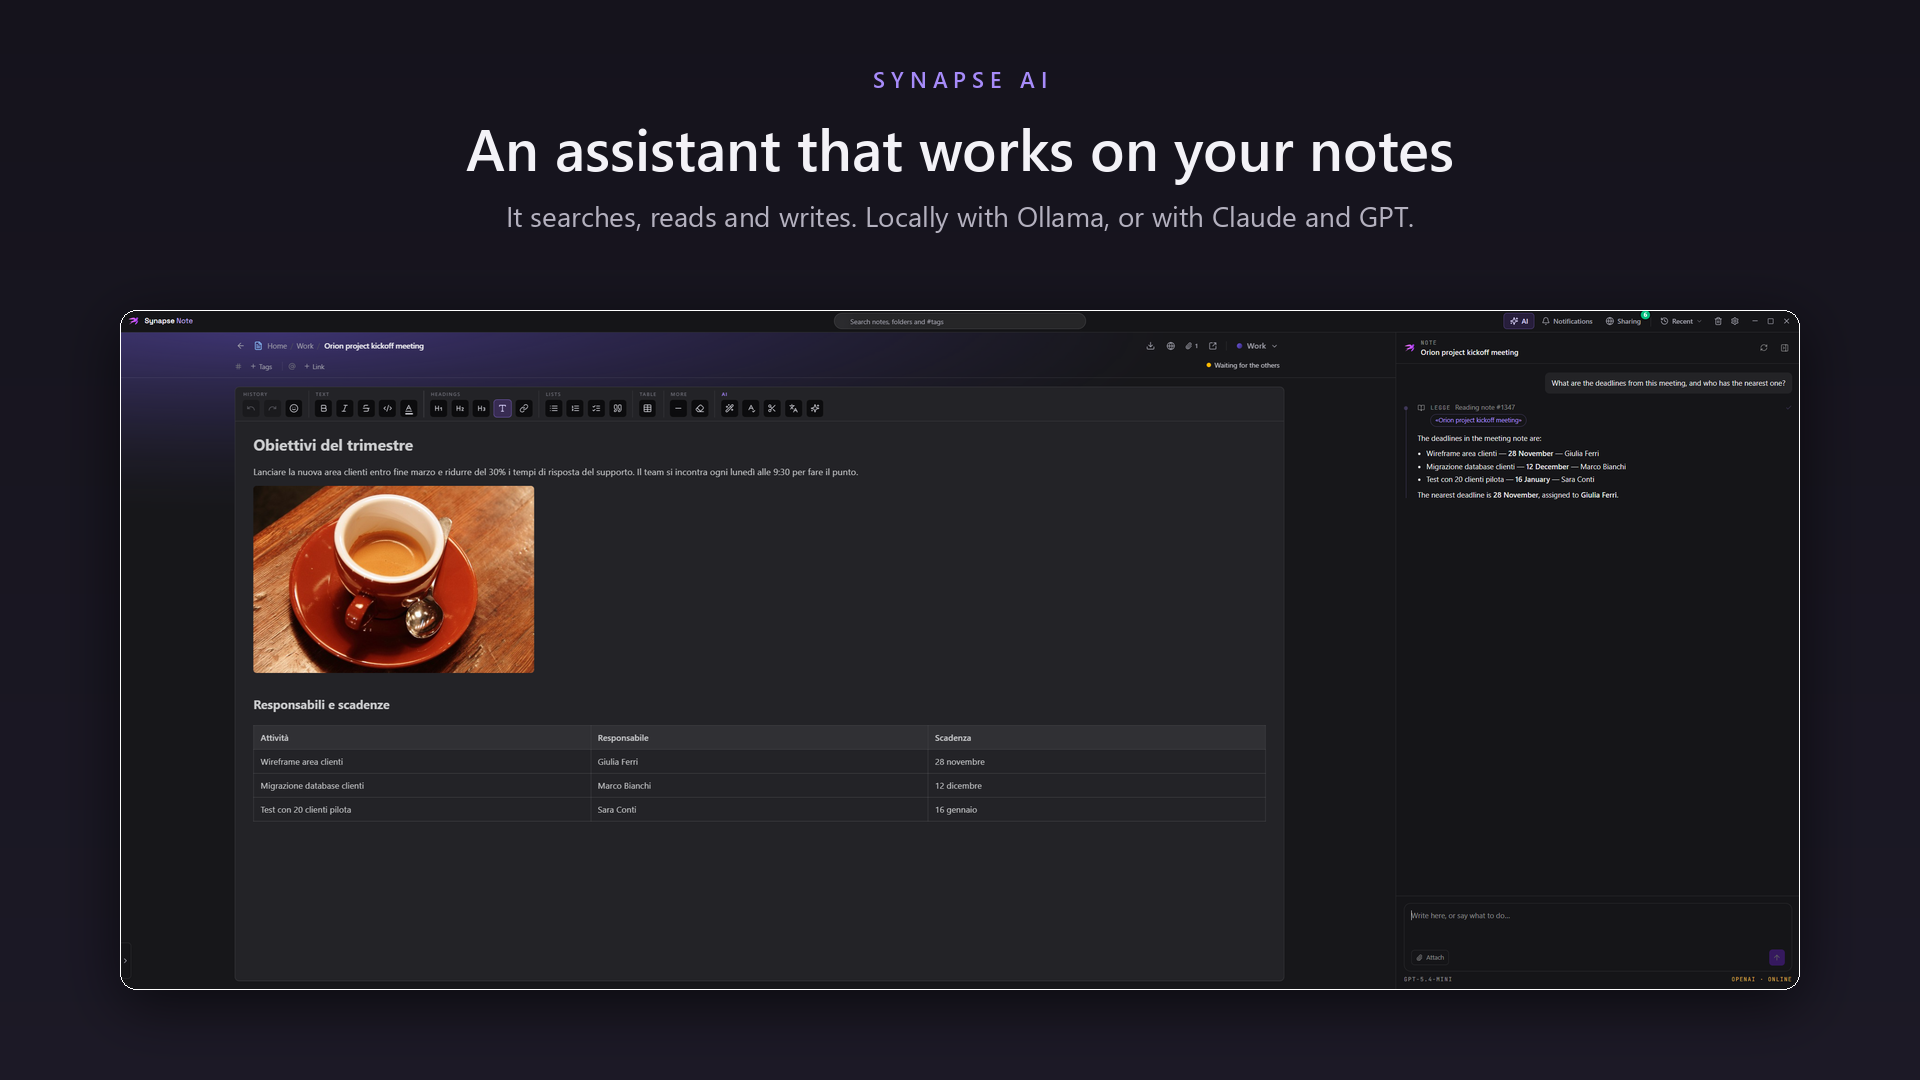 SYNAPSE AI
An assistant that works on your notes
It searches, reads and writes. Locally with Ollama, or with Claude and GPT.
Synapse Note
Search notes, folders and #tags
AI
Notifications
Sharing
6
Recent
Home
Work
Orion project kickoff meeting
1
Work
# + Tags
@ + Link
Waiting for the others
HISTORY
TEXT
HEADINGS
LISTS
TABLE
MORE
AI
B
I
S
A
H1
H2
H3
T
Obiettivi del trimestre
Lanciare la nuova area clienti entro fine marzo e ridurre del 30% i tempi di risposta del supporto. Il team si incontra ogni lunedì alle 9:30 per fare il punto.
Responsabili e scadenze
Attività Responsabile Scadenza
Wireframe area clienti Giulia Ferri 28 novembre
Migrazione database clienti Marco Bianchi 12 dicembre
Test con 20 clienti pilota Sara Conti 16 gennaio
NOTE
Orion project kickoff meeting
What are the deadlines from this meeting, and who has the nearest one?
LEGGE Reading note #1347
«Orion project kickoff meeting»
The deadlines in the meeting note are:
• Wireframe area clienti — 28 November — Giulia Ferri
• Migrazione database clienti — 12 December — Marco Bianchi
• Test con 20 clienti pilota — 16 January — Sara Conti
The nearest deadline is 28 November, assigned to Giulia Ferri.
Write here, or say what to do...
Attach
GPT-5.4-MINI
OPENAI · ONLINE